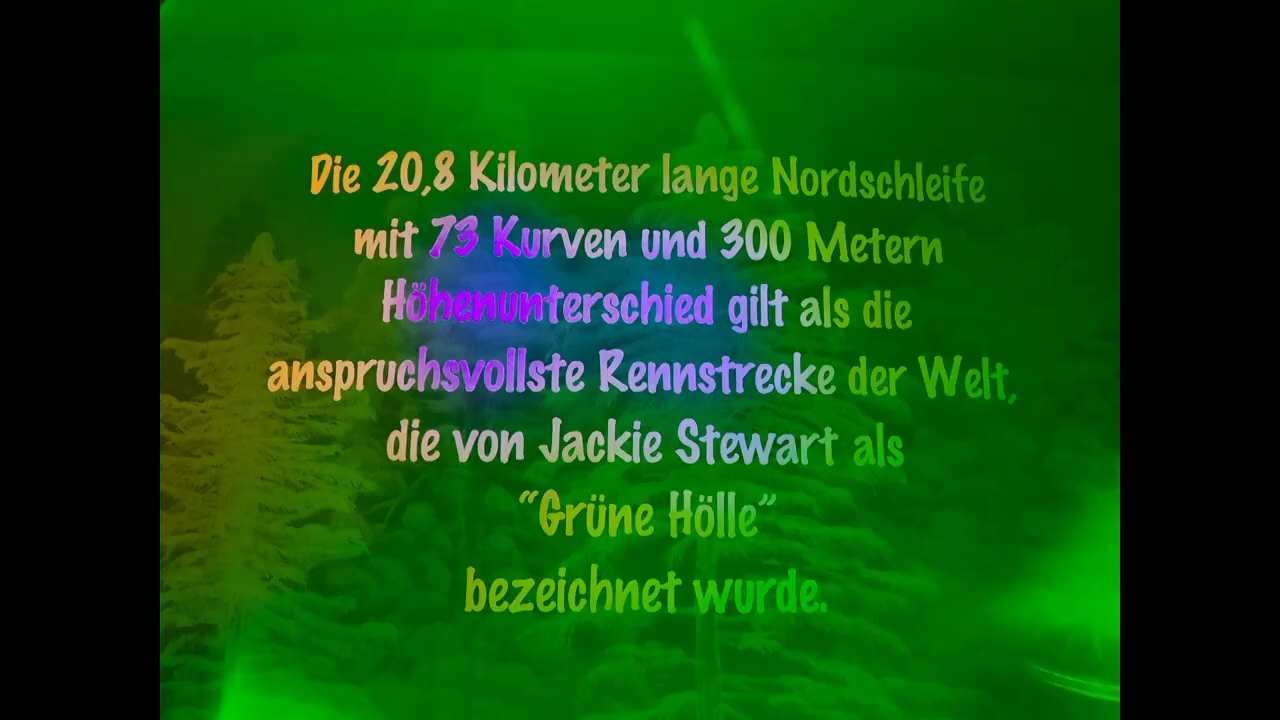 Die 20,8 Kilometer lange Nordschleife
mit 73 Kurven und 300 Metern
Höhenunterschied gilt als die
anspruchsvollste Rennstrecke der Welt,
die von Jackie Stewart als
“Grüne Hölle”
bezeichnet wurde.